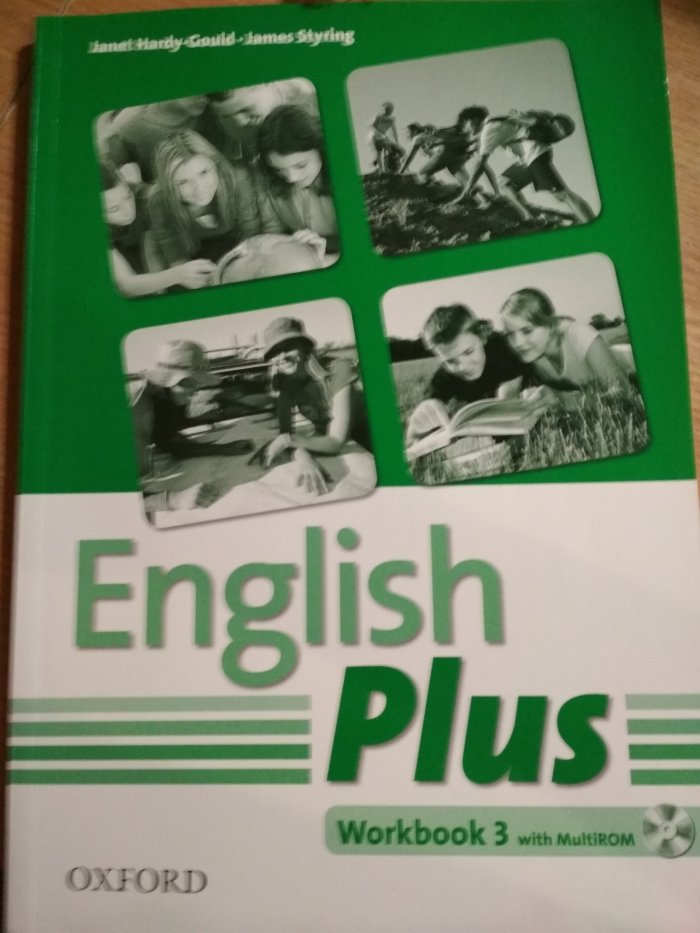 Janet Hardy-Gould · James Styring
English
Plus
Workbook 3 with MultiROM
OXFORD